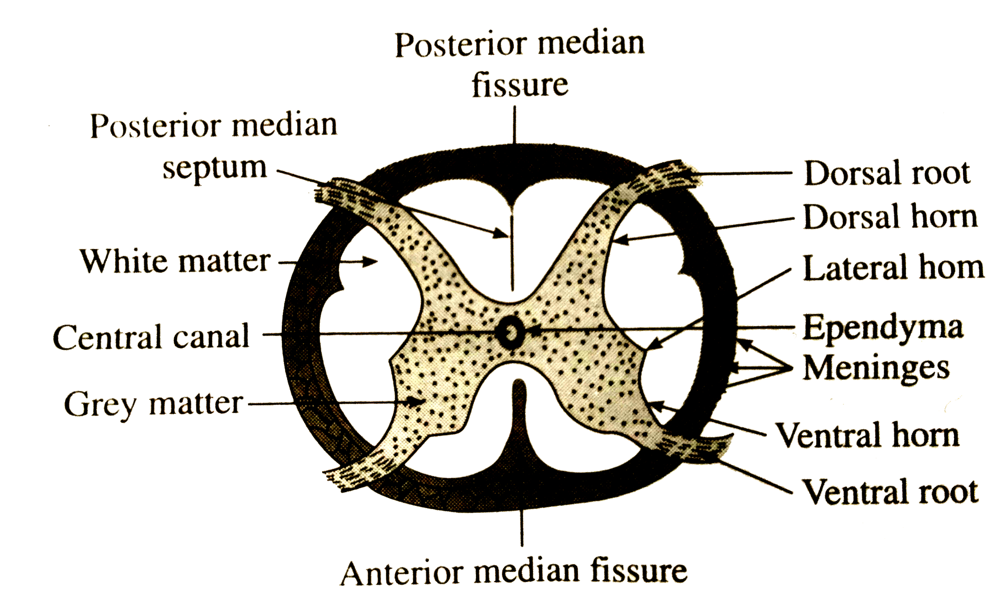 Posterior median
fissure
Posterior median
septum
White matter
Central canal
Grey matter
Dorsal root
Dorsal horn
Lateral hom
Ependyma
Meninges
Ventral horn
Ventral root
Anterior median fissure